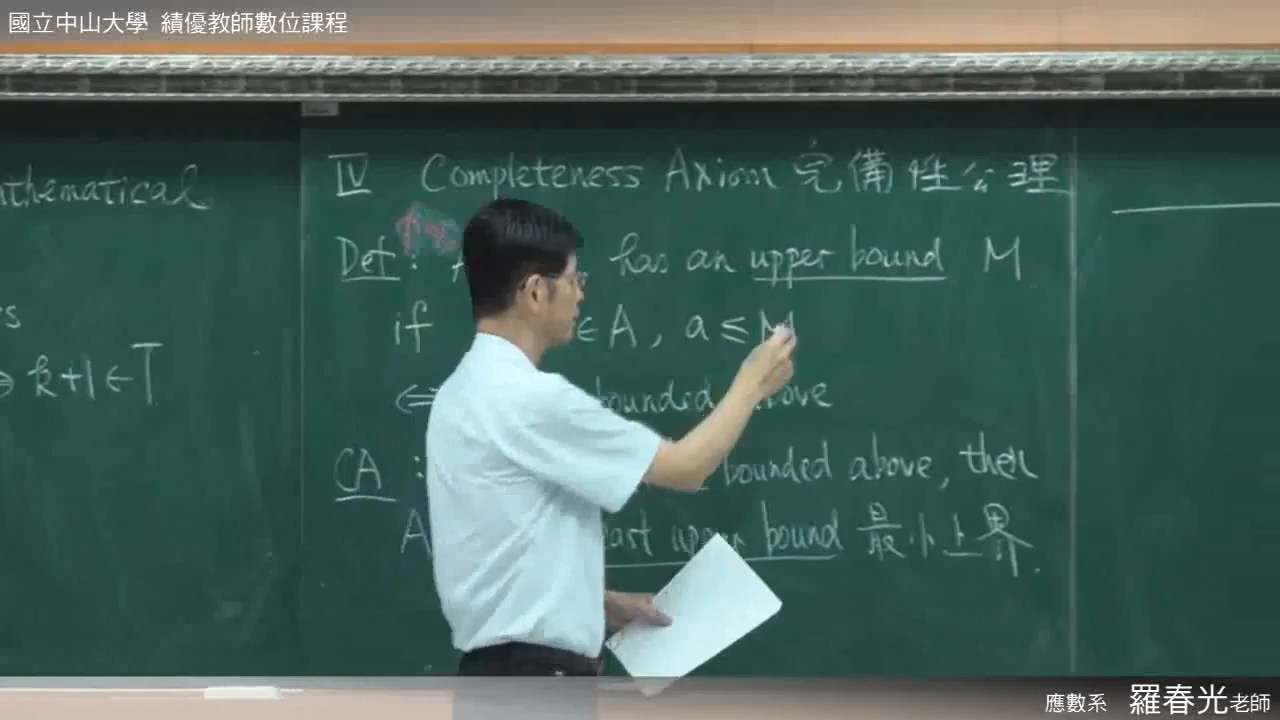 國立中山大學 績優教師數位課程
athematical
IV Completeness Axiom 完備性公理
Def: A has an upper bound M
if ∈ A, a ≤ M
s
⇒ k+1 ∈ T
⇔ bounded above
CA : bounded above, then
A east upper bound 最小上界.
應數系 羅春光老師